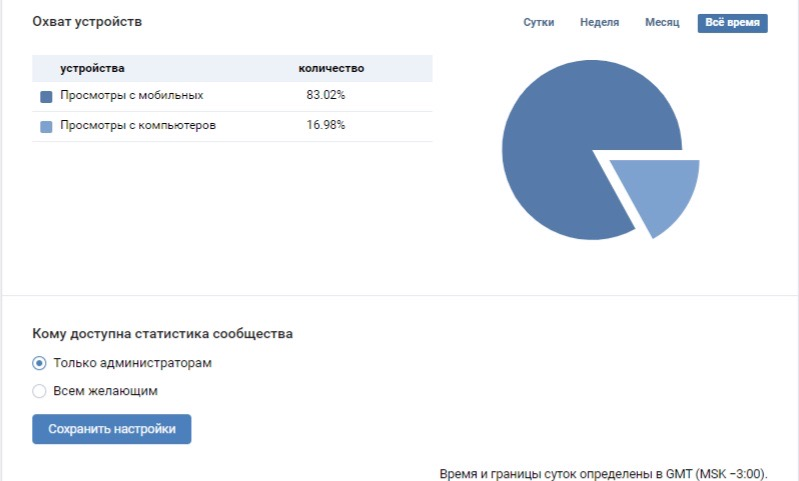 Охват устройств
Сутки Неделя Месяц Всё время
устройства количество
Просмотры с мобильных 83.02%
Просмотры с компьютеров 16.98%
Кому доступна статистика сообщества
Только администраторам
Всем желающим
Сохранить настройки
Время и границы суток определены в GMT (MSK −3:00).